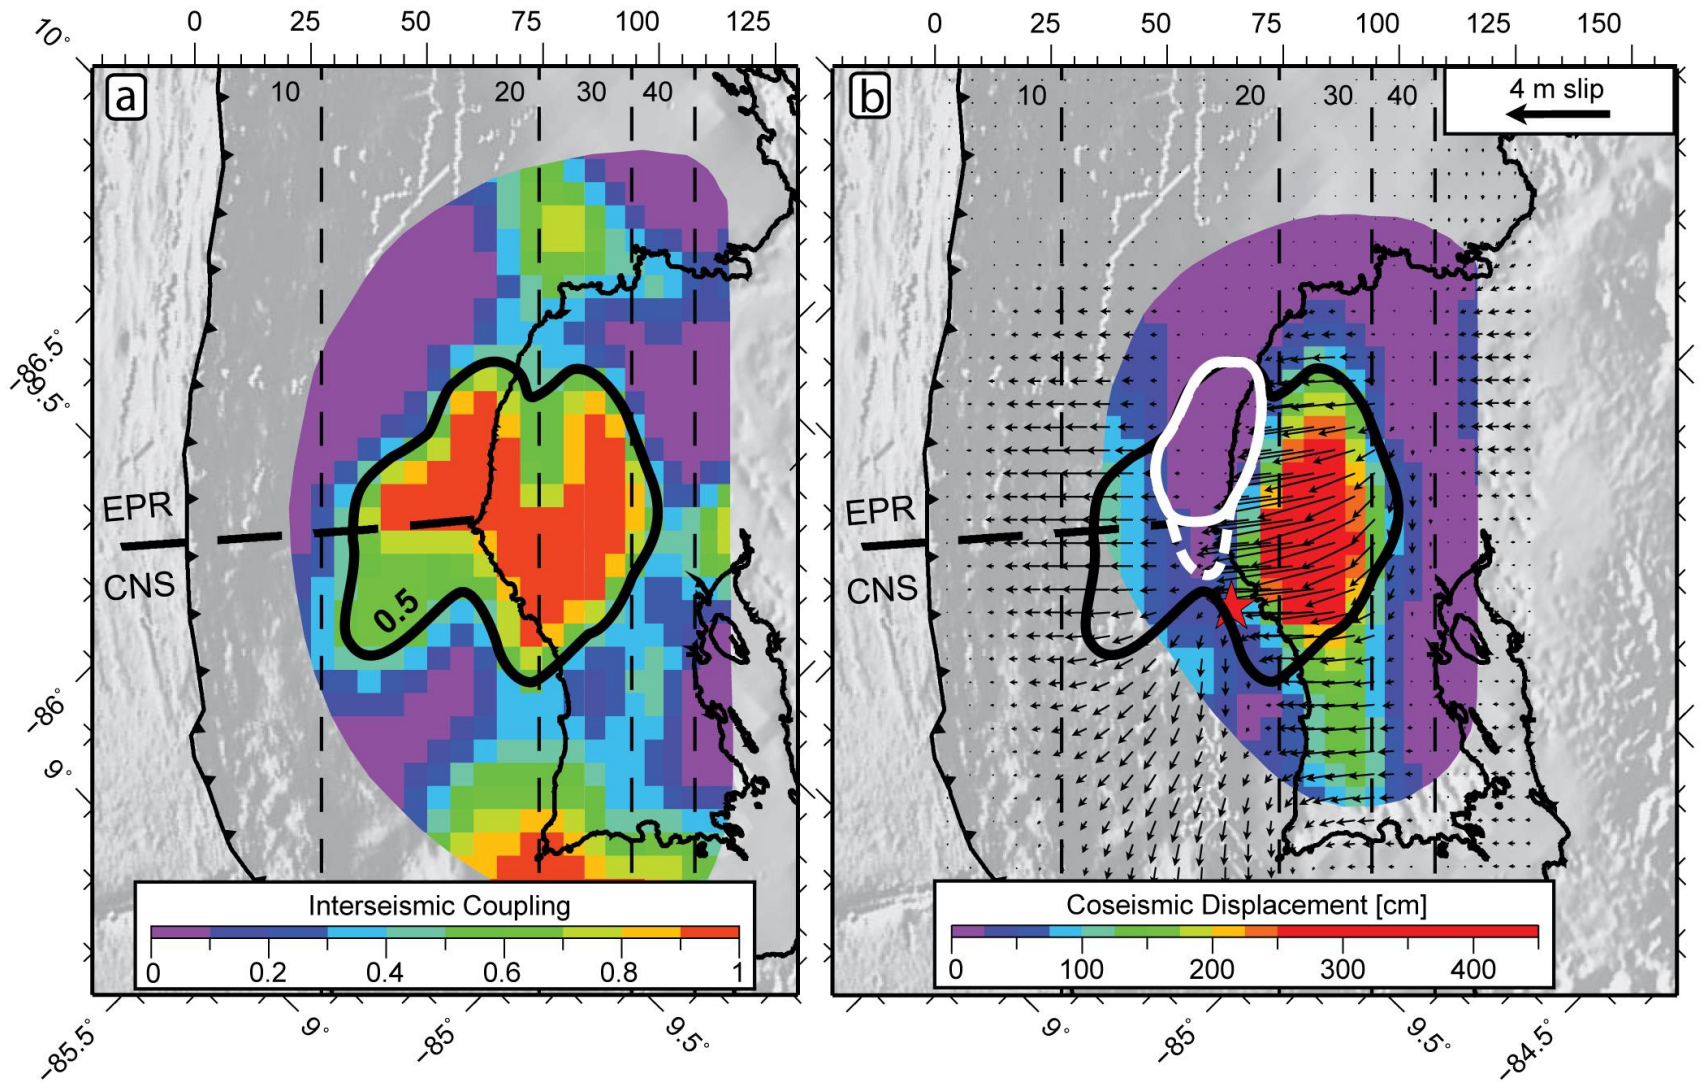 0 25 50 75 100 125
0 25 50 75 100 125 150
10°
a
10 20 30 40
b
10 20 30 40
4 m slip
-86.5°
9.5°
EPR
CNS
0.5
EPR
CNS
-86°
9°
Interseismic Coupling
0 0.2 0.4 0.6 0.8 1
Coseismic Displacement [cm]
0 100 200 300 400
-85.5° 9° -85° 9.5°
9° -85° 9.5° -84.5°